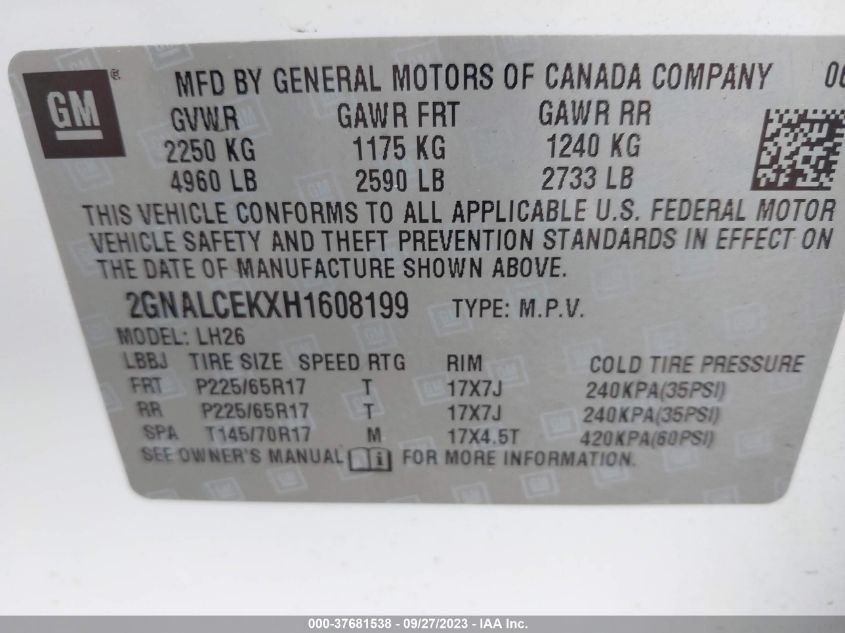 GM ® MFD BY GENERAL MOTORS OF CANADA COMPANY 06
GVWR GAWR FRT GAWR RR
2250 KG 1175 KG 1240 KG
4960 LB 2590 LB 2733 LB
THIS VEHICLE CONFORMS TO ALL APPLICABLE U.S. FEDERAL MOTOR
VEHICLE SAFETY AND THEFT PREVENTION STANDARDS IN EFFECT ON
THE DATE OF MANUFACTURE SHOWN ABOVE.
2GNALCEKXH1608199 TYPE: M.P.V.
MODEL: LH26
LBBJ TIRE SIZE SPEED RTG RIM COLD TIRE PRESSURE
FRT P225/65R17 T 17X7J 240KPA(35PSI)
RR P225/65R17 T 17X7J 240KPA(35PSI)
SPA T145/70R17 M 17X4.5T 420KPA(60PSI)
SEE OWNER'S MANUAL i FOR MORE INFORMATION.
000-37681538 - 09/27/2023 - IAA Inc.